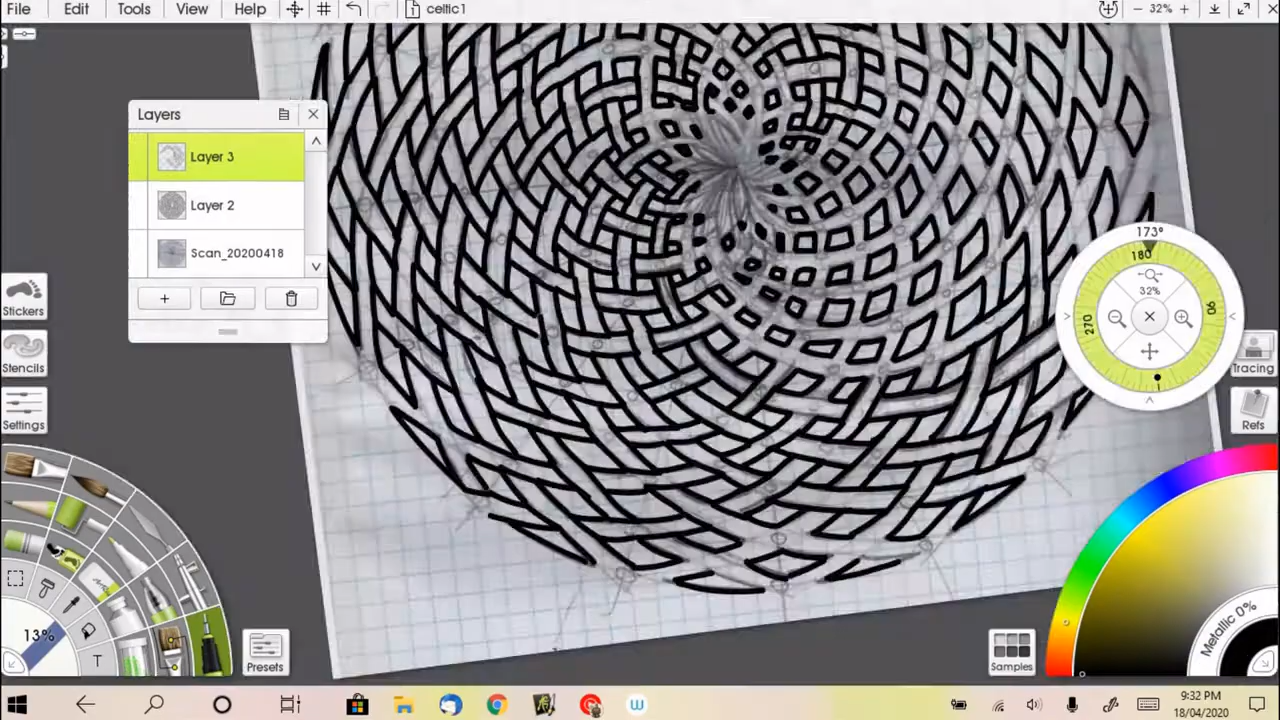 File Edit Tools View Help celtic1 32%
Layers
Layer 3
Layer 2
Scan_20200418
Stickers
Stencils
Settings
13%
T
Presets
173°
180
32%
90
270
Tracing
Refs
Metallic 0%
Samples
9:32 PM
18/04/2020